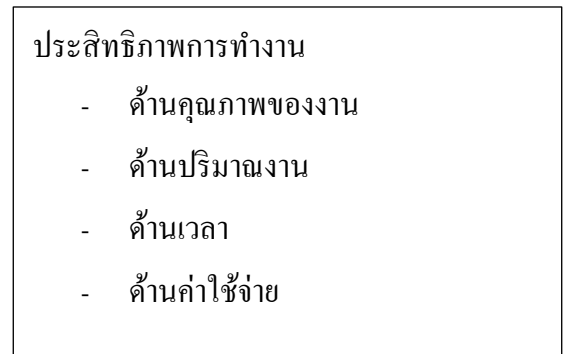 ประสิทธิภาพการทำงาน
- ด้านคุณภาพของงาน
- ด้านปริมาณงาน
- ด้านเวลา
- ด้านค่าใช้จ่าย